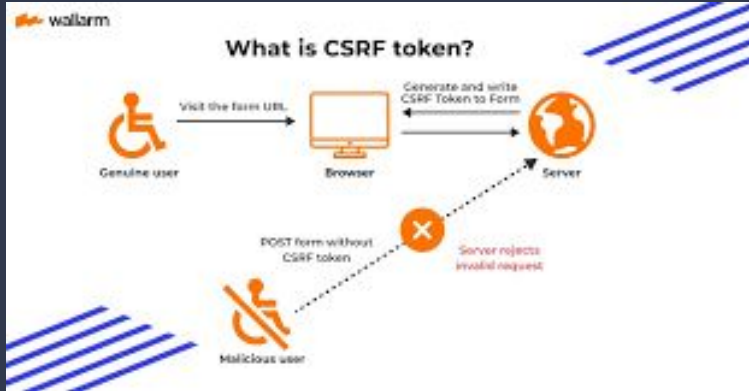 wallarm
What is CSRF token?
Visit the form URL
Generate and write
CSRF Token to Form
Genuine user
Browser
Server
POST form without
CSRF token
Server rejects
invalid request
Malicious user